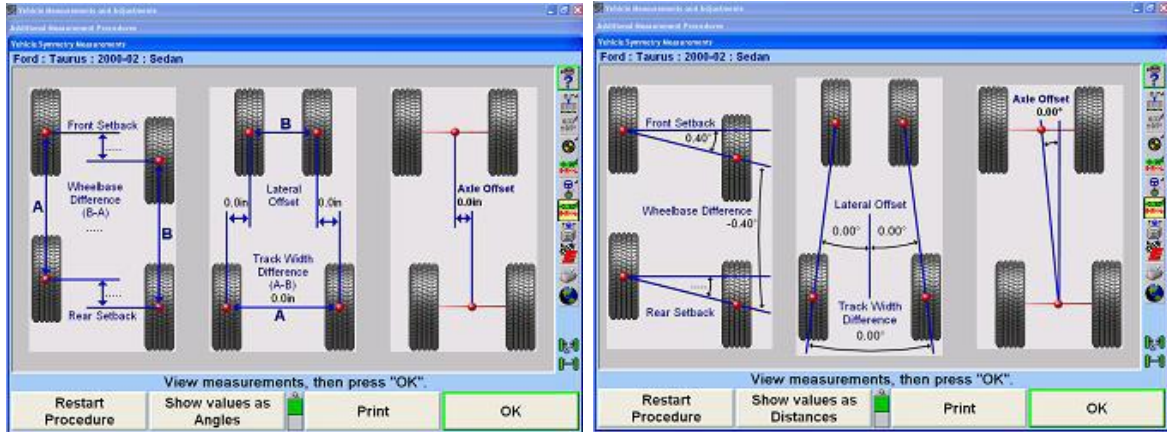 Vehicle Measurements and Adjustments
Additional Measurement Procedures
Vehicle Symmetry Measurements
Ford : Taurus : 2000-02 : Sedan
Front Setback
.....
A
Wheelbase
Difference
(B-A)
.....
B
.....
Rear Setback
B
0.0in
Lateral
Offset
0.0in
Track Width
Difference
(A-B)
0.0in
A
Axle Offset
0.0in
View measurements, then press "OK".
Restart
Procedure
Show values as
Angles
Print
OK
Vehicle Measurements and Adjustments
Additional Measurement Procedures
Vehicle Symmetry Measurements
Ford : Taurus : 2000-02 : Sedan
Front Setback
0.40°
Wheelbase Difference
-0.40°
.....
Rear Setback
Lateral Offset
0.00°
0.00°
Track Width
Difference
0.00°
Axle Offset
0.00°
View measurements, then press "OK".
Restart
Procedure
Show values as
Distances
Print
OK